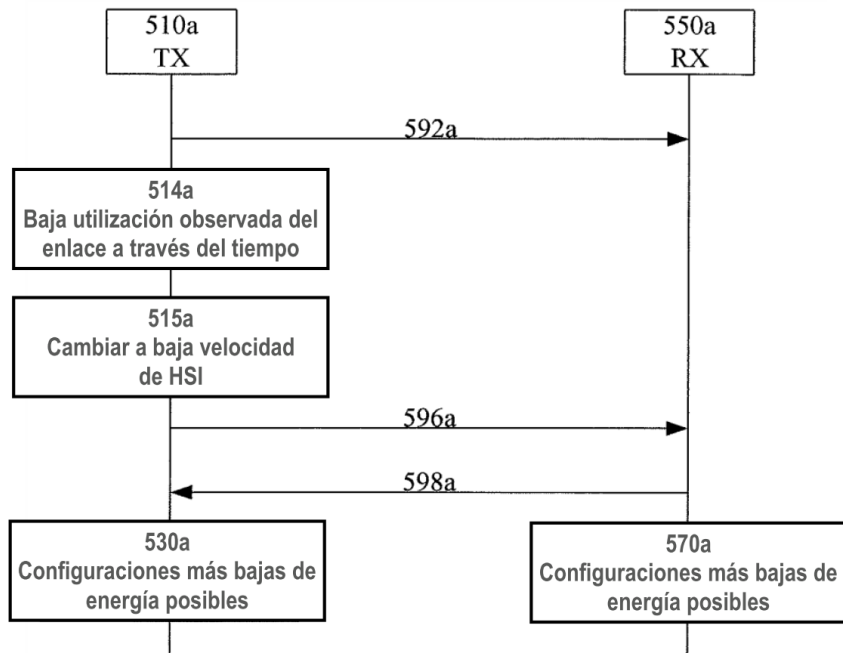 510a
TX
550a
RX
592a
514a
Baja utilización observada del
enlace a través del tiempo
515a
Cambiar a baja velocidad
de HSI
596a
598a
530a
Configuraciones más bajas de
energía posibles
570a
Configuraciones más bajas de
energía posibles